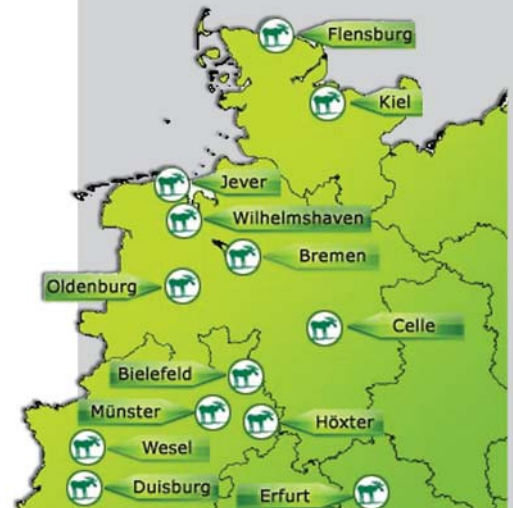 Flensburg
Kiel
Jever
Wilhelmshaven
Bremen
Oldenburg
Celle
Bielefeld
Münster
Höxter
Wesel
Duisburg
Erfurt